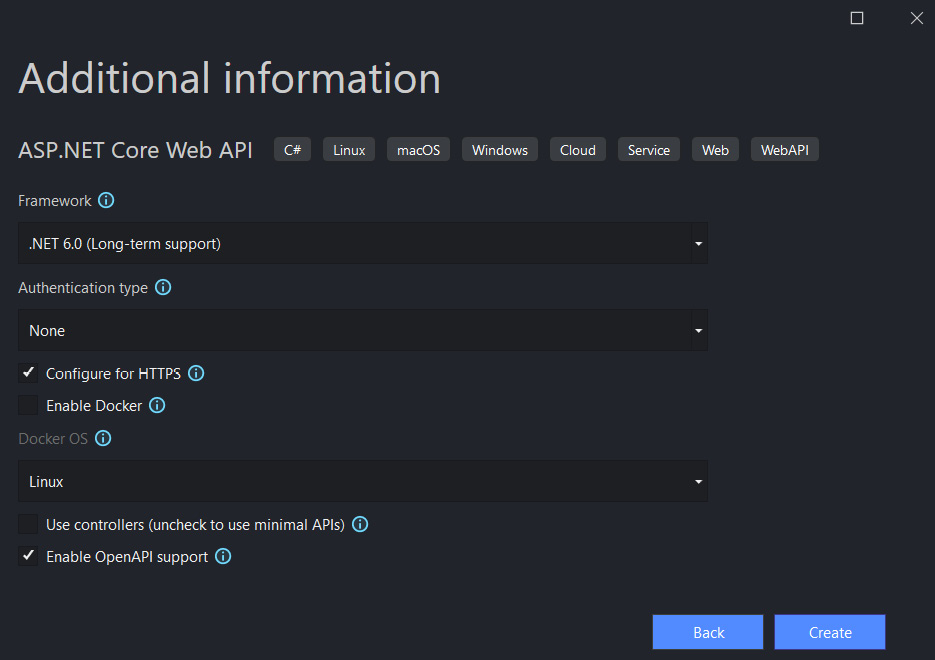 Additional information
ASP.NET Core Web API C# Linux macOS Windows Cloud Service Web WebAPI
Framework
.NET 6.0 (Long-term support)
Authentication type
None
Configure for HTTPS
Enable Docker
Docker OS
Linux
Use controllers (uncheck to use minimal APIs)
Enable OpenAPI support
Back Create